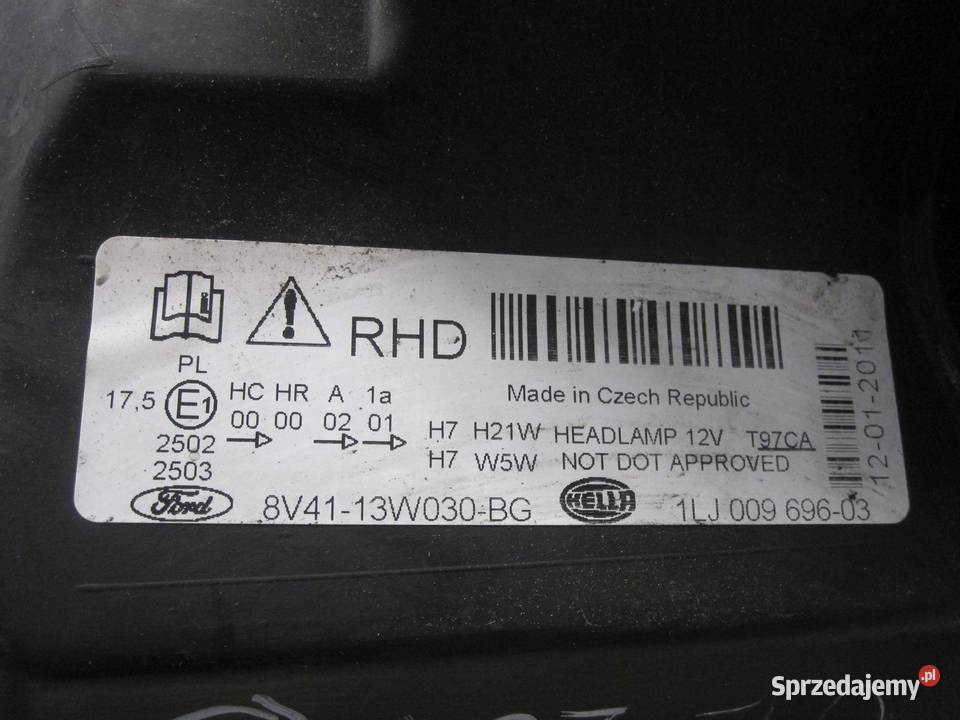 RHD
PL
17,5 E1 HC HR A 1a
00 00 02 01
Made in Czech Republic
2502
2503
H7 H21W HEADLAMP 12V T97CA
H7 W5W NOT DOT APPROVED
Ford 8V41-13W030-BG HELLA 1LJ 009 696-03
12-01-2011
Sprzedajemy.pl